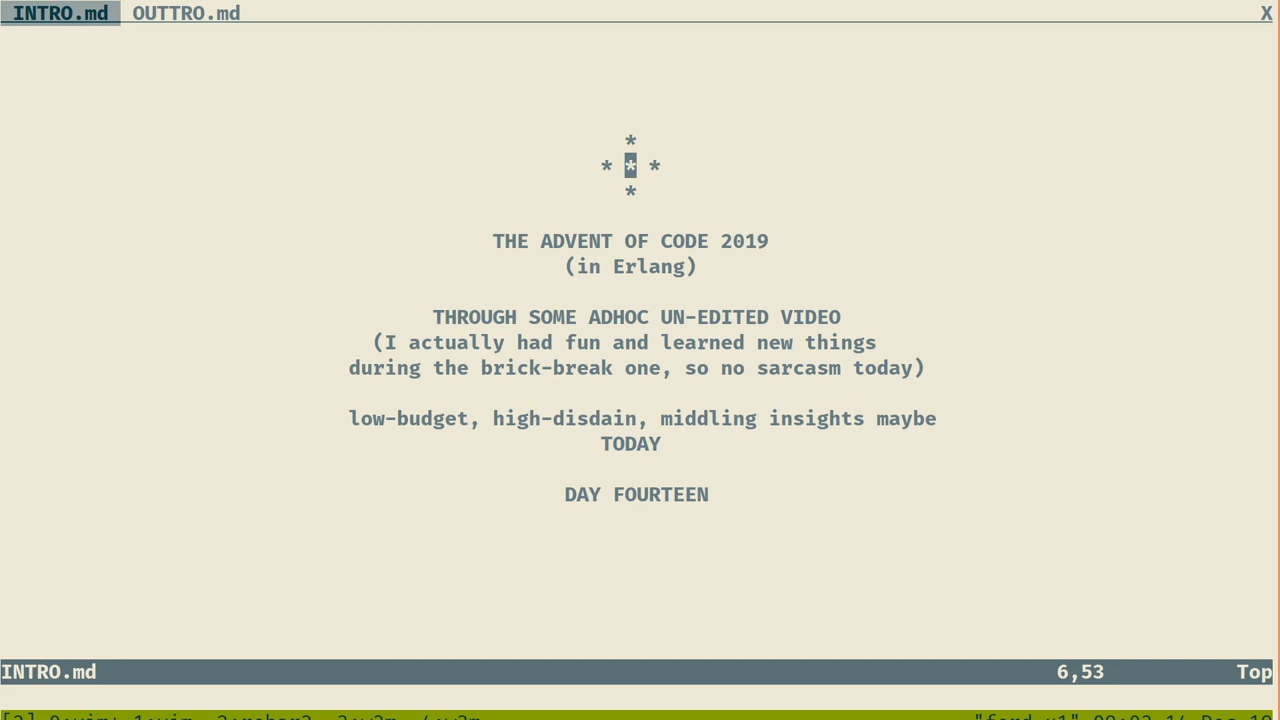 INTRO.md OUTTRO.md X
*
* * *
*
THE ADVENT OF CODE 2019
(in Erlang)
THROUGH SOME ADHOC UN-EDITED VIDEO
(I actually had fun and learned new things
during the brick-break one, so no sarcasm today)
low-budget, high-disdain, middling insights maybe
TODAY
DAY FOURTEEN
INTRO.md 6,53 Top